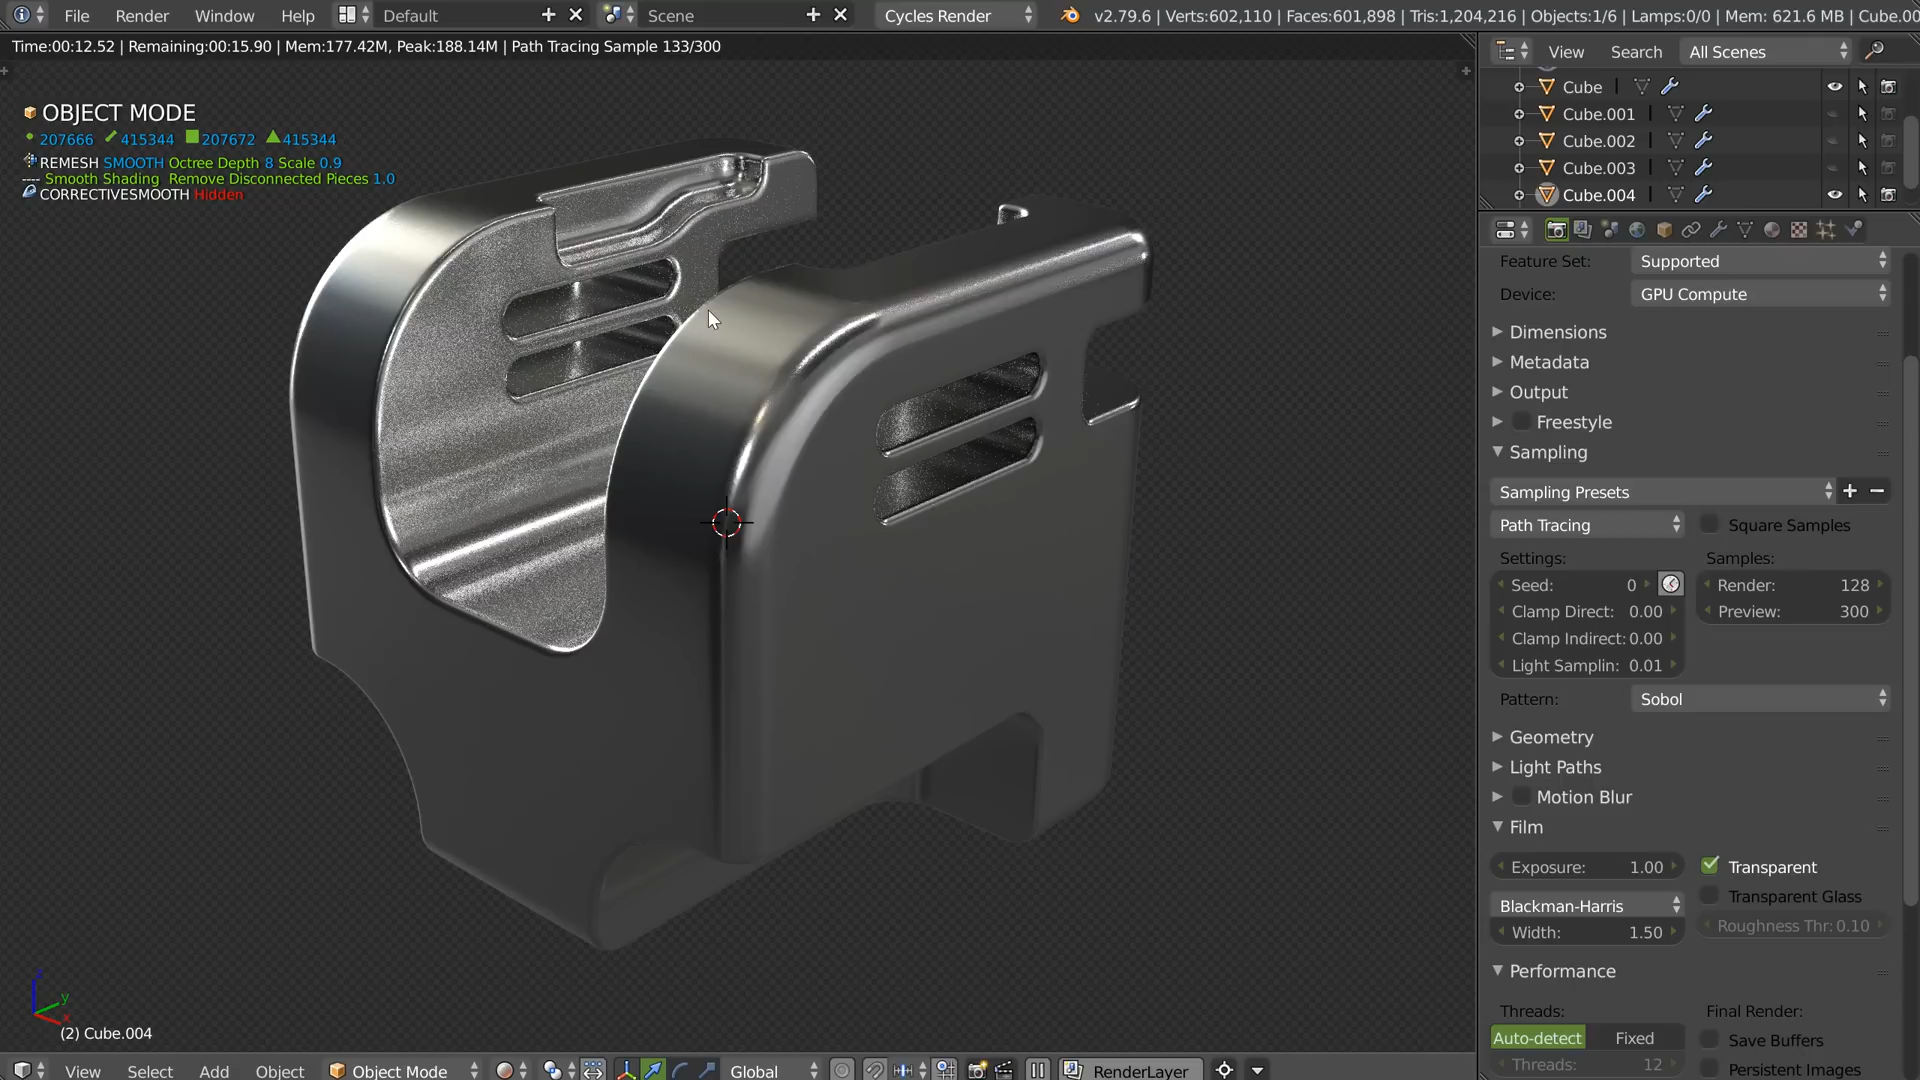 File Render Window Help Default Scene Cycles Render v2.79.6 | Verts:602,110 | Faces:601,898 | Tris:1,204,216 | Objects:1/6 | Lamps:0/0 | Mem: 621.6 MB | Cube.00
Time:00:12.52 | Remaining:00:15.90 | Mem:177.42M, Peak:188.14M | Path Tracing Sample 133/300
View Search All Scenes
OBJECT MODE
207666 415344 207672 415344
REMESH SMOOTH Octree Depth 8 Scale 0.9
Smooth Shading Remove Disconnected Pieces 1.0
CORRECTIVESMOOTH Hidden
Cube
Cube.001
Cube.002
Cube.003
Cube.004
Feature Set: Supported
Device: GPU Compute
Dimensions
Metadata
Output
Freestyle
Sampling
Sampling Presets
Path Tracing Square Samples
Settings: Samples:
Seed: 0 Render: 128
Clamp Direct: 0.00 Preview: 300
Clamp Indirect: 0.00
Light Samplin: 0.01
Pattern: Sobol
Geometry
Light Paths
Motion Blur
Film
Exposure: 1.00 Transparent
Transparent Glass
Blackman-Harris
Roughness Thr: 0.10
Width: 1.50
Performance
Threads: Final Render:
Auto-detect Fixed Save Buffers
Threads: 12 Persistent Images
z
y
x
(2) Cube.004
View Select Add Object Object Mode Global RenderLayer